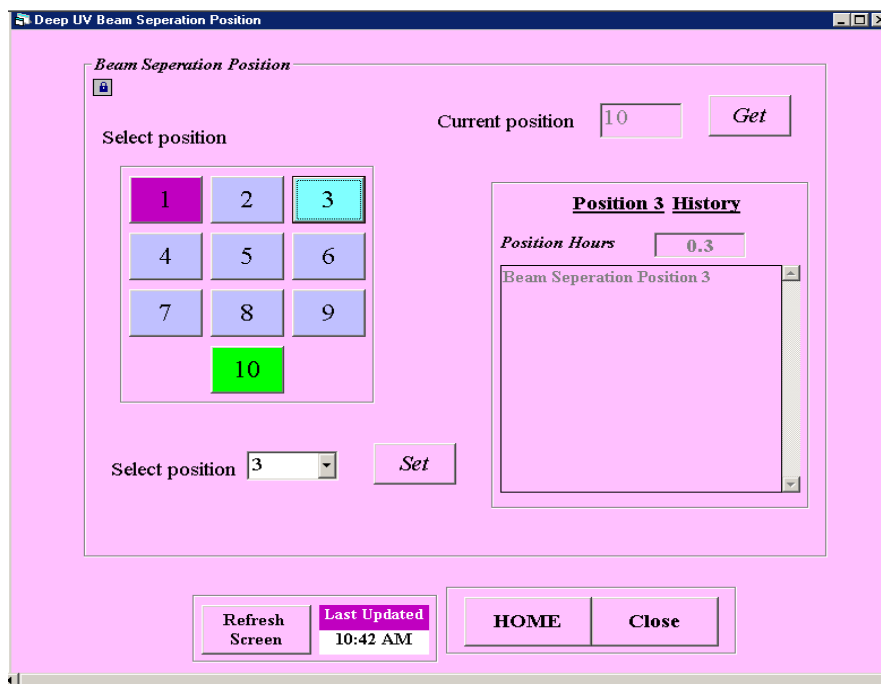 Deep UV Beam Seperation Position
Beam Seperation Position
Current position 10 Get
Select position
1 2 3
4 5 6
7 8 9
10
Position 3 History
Position Hours 0.3
Beam Seperation Position 3
Select position 3 Set
Refresh Screen
Last Updated
10:42 AM
HOME Close